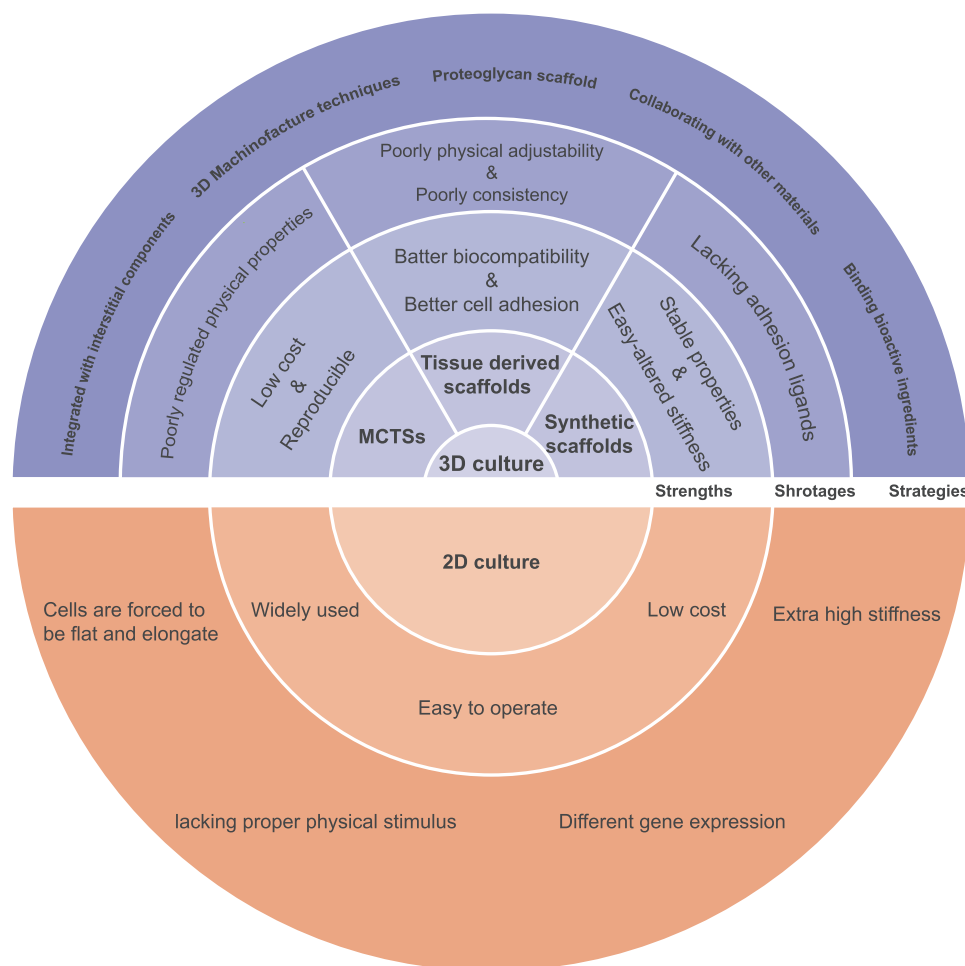 Proteoglycan scaffold
3D Machinofacture techniques
Collaborating with other materials
Integrated with interstitial components
Binding bioactive ingredients
Poorly physical adjustability
&
Poorly consistency
Poorly regulated physical properties
Lacking adhesion ligands
Batter biocompatibility
&
Better cell adhesion
Low cost
&
Reproducible
Stable properties
&
Easy-altered stiffness
Tissue derived
scaffolds
MCTSs
Synthetic
scaffolds
3D culture
Strengths
Shrotages
Strategies
2D culture
Cells are forced to
be flat and elongate
Widely used
Low cost
Extra high stiffness
Easy to operate
lacking proper physical stimulus
Different gene expression